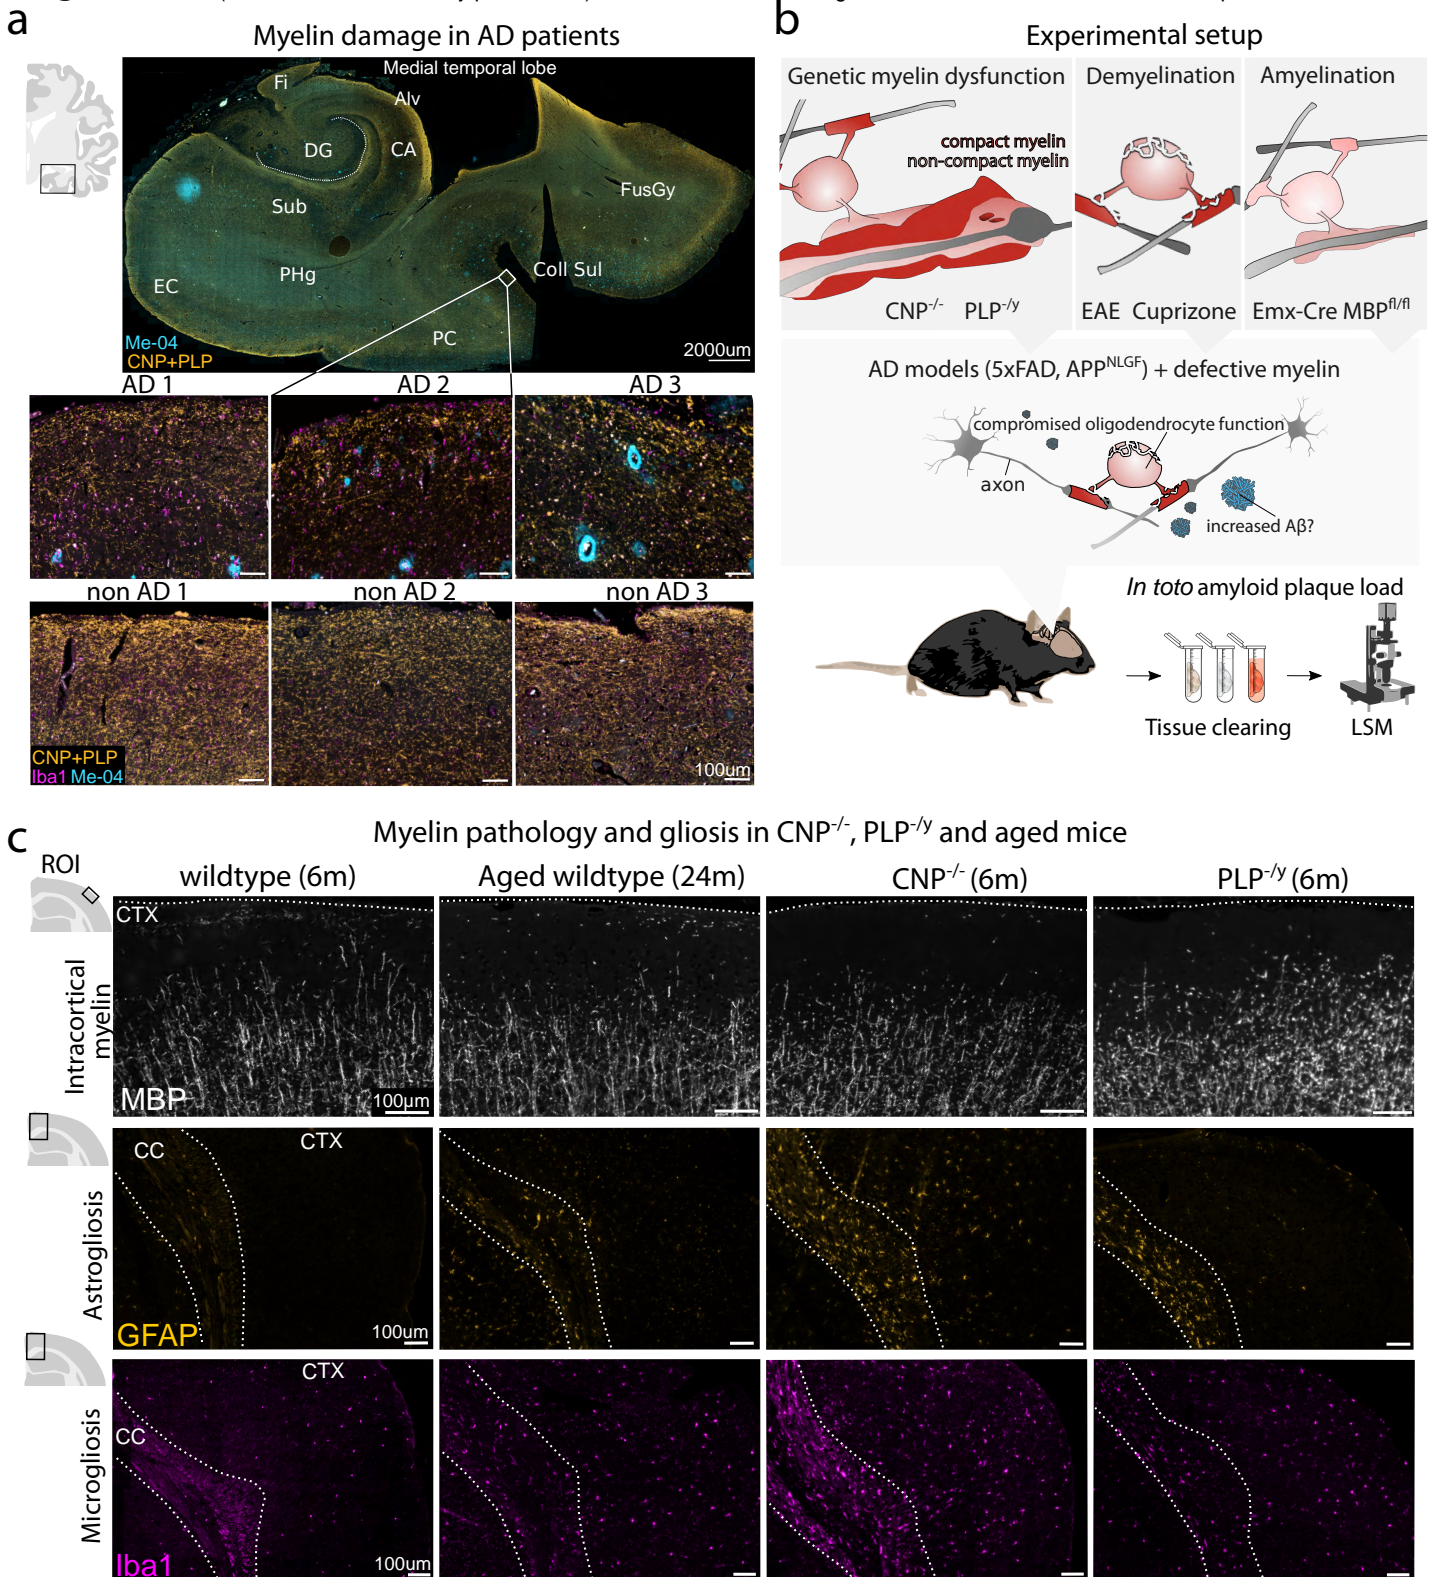 a
Myelin damage in AD patients
Medial temporal lobe
Fi
Alv
DG
CA
FusGy
Sub
PHg
Coll Sul
EC
PC
Me-04
CNP+PLP
2000um
AD 1
AD 2
AD 3
non AD 1
non AD 2
non AD 3
CNP+PLP
Iba1 Me-04
100um
b
Experimental setup
Genetic myelin dysfunction
Demyelination
Amyelination
compact myelin
non-compact myelin
CNP-/- PLP-/y
EAE Cuprizone
Emx-Cre MBPfl/fl
AD models (5xFAD, APPNLGF) + defective myelin
compromised oligodendrocyte function
axon
increased Aβ?
In toto amyloid plaque load
Tissue clearing
LSM
c
Myelin pathology and gliosis in CNP-/-, PLP-/y and aged mice
ROI
wildtype (6m)
Aged wildtype (24m)
CNP-/- (6m)
PLP-/y (6m)
CTX
Intracortical
myelin
MBP
100µm
CC
CTX
Astrogliosis
GFAP
100um
CTX
CC
Microgliosis
Iba1
100um